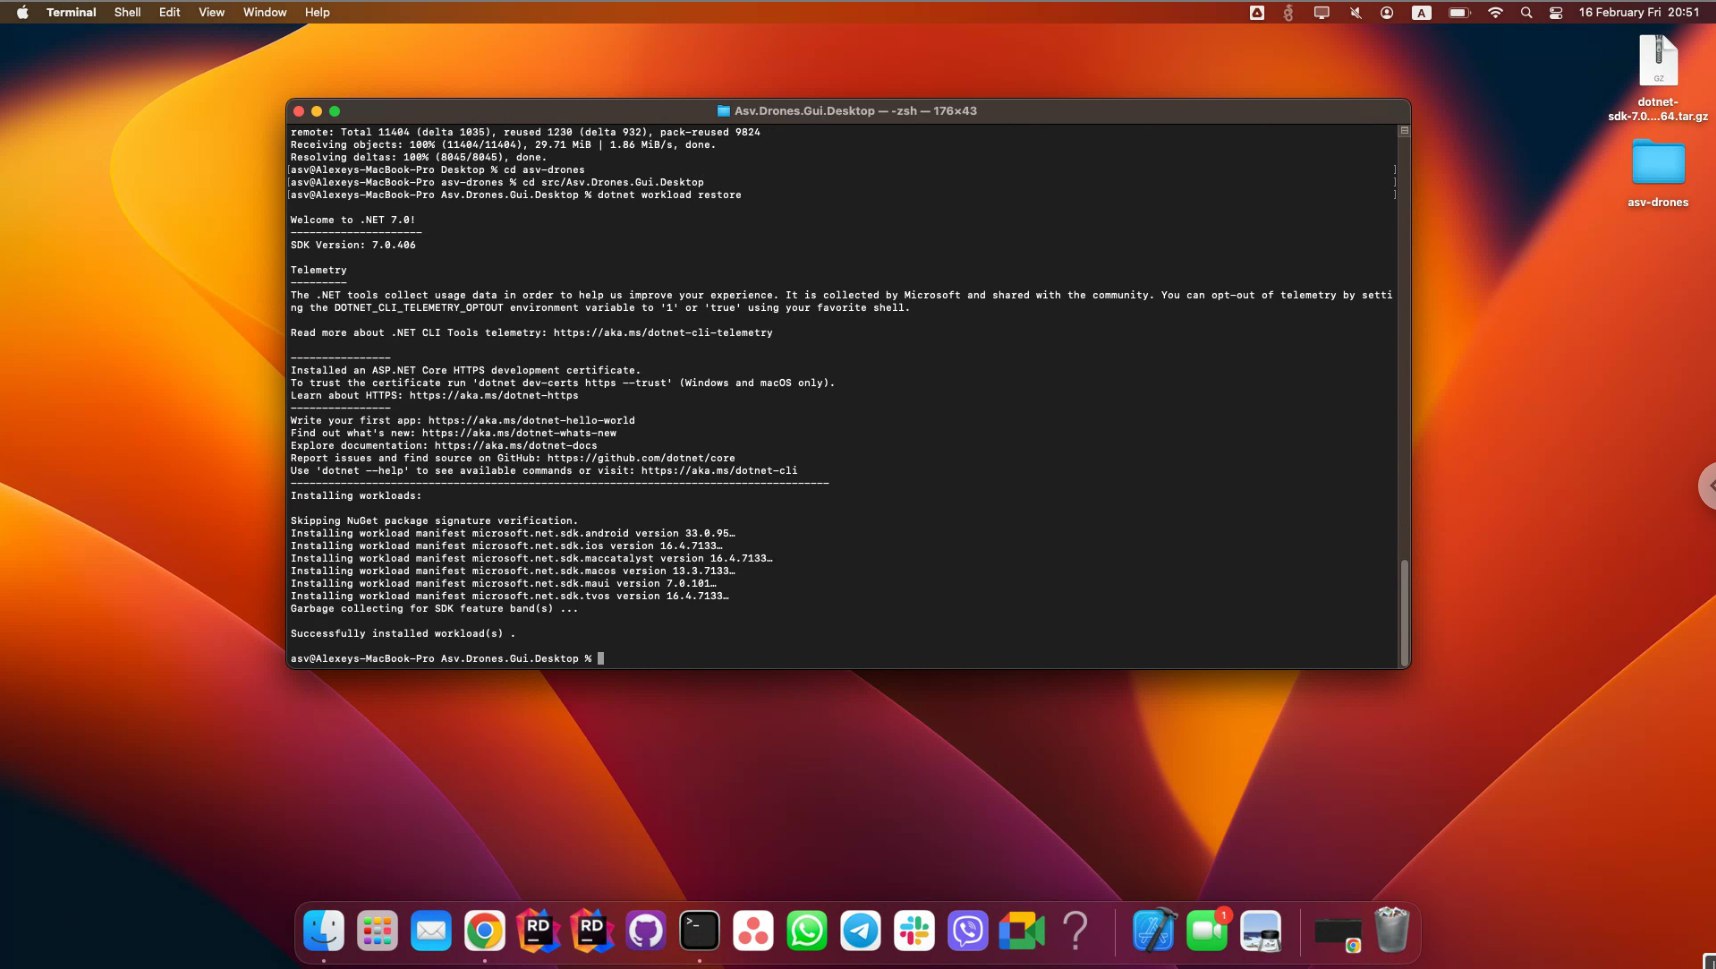 Terminal Shell Edit View Window Help
A
16 February Fri 20:51
GZ
dotnet-
sdk-7.0....64.tar.gz
asv-drones
Asv.Drones.Gui.Desktop — -zsh — 176×43
remote: Total 11404 (delta 1035), reused 1230 (delta 932), pack-reused 9824
Receiving objects: 100% (11404/11404), 29.71 MiB | 1.86 MiB/s, done.
Resolving deltas: 100% (8045/8045), done.
[asv@Alexeys-MacBook-Pro Desktop % cd asv-drones ]
[asv@Alexeys-MacBook-Pro asv-drones % cd src/Asv.Drones.Gui.Desktop ]
[asv@Alexeys-MacBook-Pro Asv.Drones.Gui.Desktop % dotnet workload restore ]
Welcome to .NET 7.0!
---------------------
SDK Version: 7.0.406
Telemetry
---------
The .NET tools collect usage data in order to help us improve your experience. It is collected by Microsoft and shared with the community. You can opt-out of telemetry by setti
ng the DOTNET_CLI_TELEMETRY_OPTOUT environment variable to '1' or 'true' using your favorite shell.
Read more about .NET CLI Tools telemetry: https://aka.ms/dotnet-cli-telemetry
----------------
Installed an ASP.NET Core HTTPS development certificate.
To trust the certificate run 'dotnet dev-certs https --trust' (Windows and macOS only).
Learn about HTTPS: https://aka.ms/dotnet-https
----------------
Write your first app: https://aka.ms/dotnet-hello-world
Find out what's new: https://aka.ms/dotnet-whats-new
Explore documentation: https://aka.ms/dotnet-docs
Report issues and find source on GitHub: https://github.com/dotnet/core
Use 'dotnet --help' to see available commands or visit: https://aka.ms/dotnet-cli
--------------------------------------------------------------------------------------
Installing workloads:
Skipping NuGet package signature verification.
Installing workload manifest microsoft.net.sdk.android version 33.0.95…
Installing workload manifest microsoft.net.sdk.ios version 16.4.7133…
Installing workload manifest microsoft.net.sdk.maccatalyst version 16.4.7133…
Installing workload manifest microsoft.net.sdk.macos version 13.3.7133…
Installing workload manifest microsoft.net.sdk.maui version 7.0.101…
Installing workload manifest microsoft.net.sdk.tvos version 16.4.7133…
Garbage collecting for SDK feature band(s) ...
Successfully installed workload(s) .
asv@Alexeys-MacBook-Pro Asv.Drones.Gui.Desktop %
RD
RD
>_
?
1